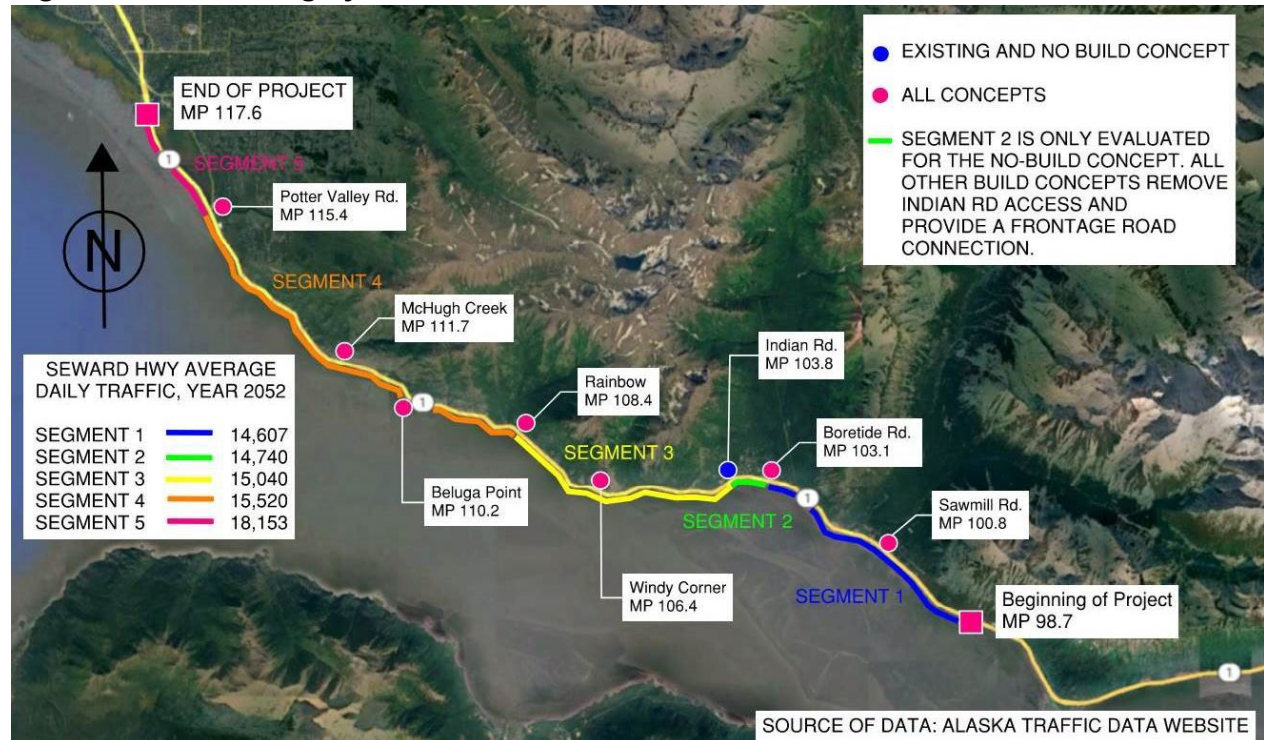 EXISTING AND NO BUILD CONCEPT
ALL CONCEPTS
SEGMENT 2 IS ONLY EVALUATED
FOR THE NO-BUILD CONCEPT. ALL
OTHER BUILD CONCEPTS REMOVE
INDIAN RD ACCESS AND
PROVIDE A FRONTAGE ROAD
CONNECTION.
END OF PROJECT
MP 117.6
1
SEGMENT 5
Potter Valley Rd.
MP 115.4
N
SEGMENT 4
McHugh Creek
MP 111.7
Indian Rd.
MP 103.8
SEWARD HWY AVERAGE
DAILY TRAFFIC, YEAR 2052
SEGMENT 1 14,607
SEGMENT 2 14,740
SEGMENT 3 15,040
SEGMENT 4 15,520
SEGMENT 5 18,153
Rainbow
MP 108.4
1
SEGMENT 3
Boretide Rd.
MP 103.1
Beluga Point
MP 110.2
SEGMENT 2
1
Sawmill Rd.
MP 100.8
Windy Corner
MP 106.4
SEGMENT 1
Beginning of Project
MP 98.7
1
SOURCE OF DATA: ALASKA TRAFFIC DATA WEBSITE